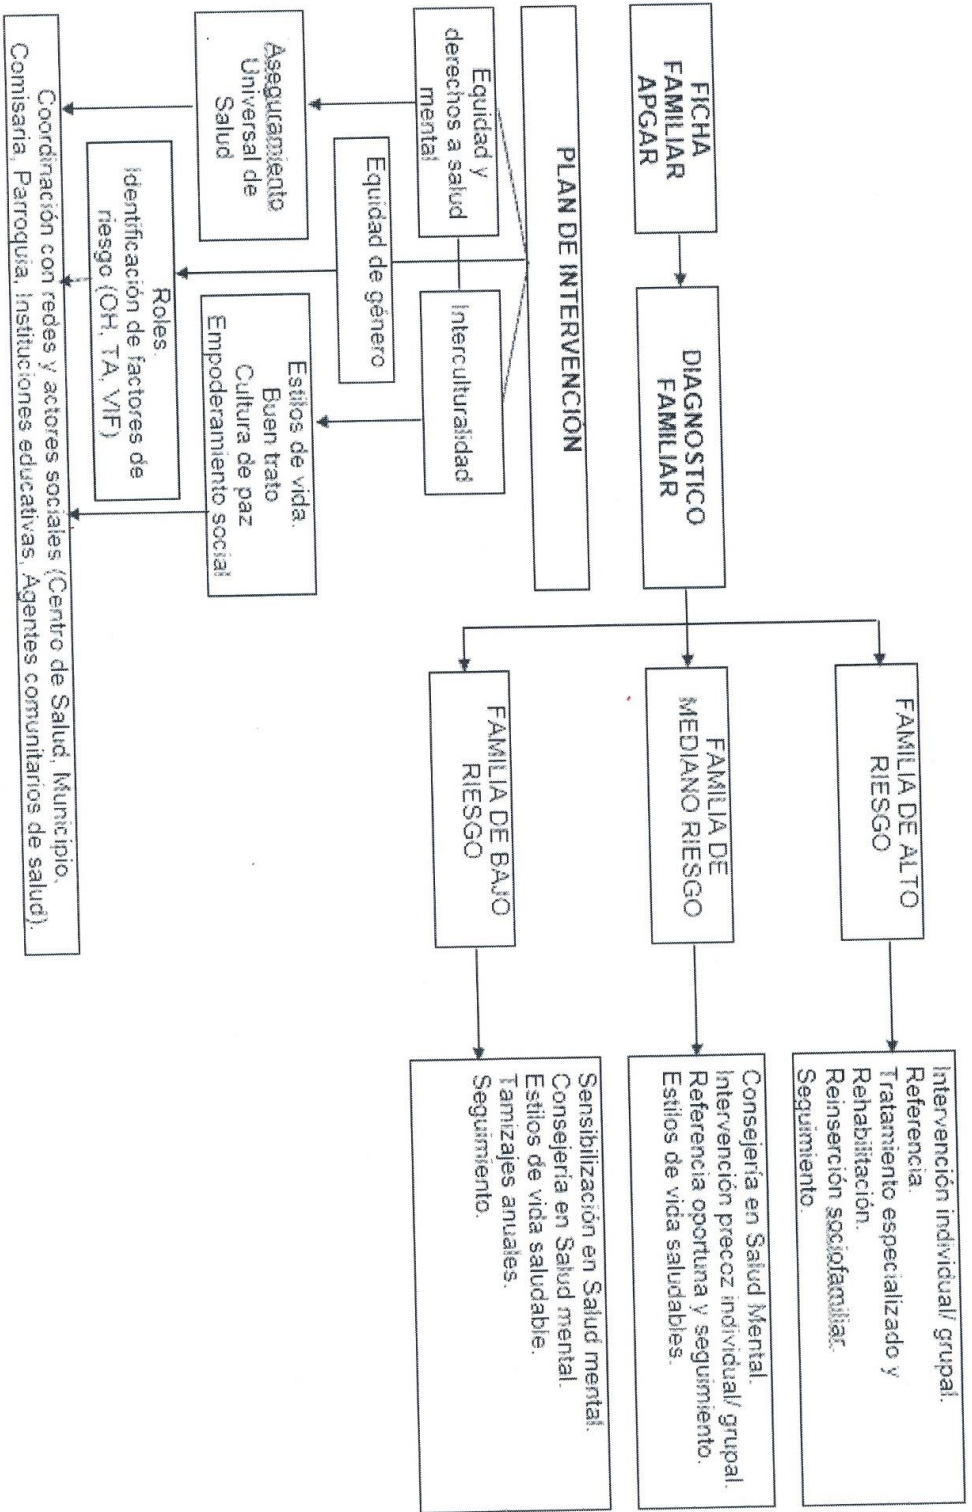 FICHA
FAMILIAR
APGAR
DIAGNOSTICO
FAMILIAR
FAMILIA DE ALTO
RIESGO
Intervención individual/ grupal.
Referencia.
Tratamiento especializado y
Rehabilitación.
Reinserción sociofamiliar.
Seguimiento.
FAMILIA DE
MEDIANO RIESGO
Consejería en Salud Mental.
Intervención precoz individual/ grupal.
Referencia oportuna y seguimiento.
Estilos de vida saludables.
FAMILIA DE BAJO
RIESGO
Sensibilización en Salud mental.
Consejería en Salud mental.
Estilos de vida saludable.
Tamizajes anuales.
Seguimiento.
PLAN DE INTERVENCIÓN
Equidad y
derechos a salud
mental
Interculturalidad
Equidad de género
Aseguramiento
Universal de
Salud
Estilos de vida.
Buen trato
Cultura de paz
Empoderamiento social
Roles.
Identificación de factores de
riesgo (OH, TA, VIF)
Coordinación con redes y actores sociales (Centro de Salud, Municipio,
Comisaria, Parroquia, Instituciones educativas, Agentes comunitarios de salud).